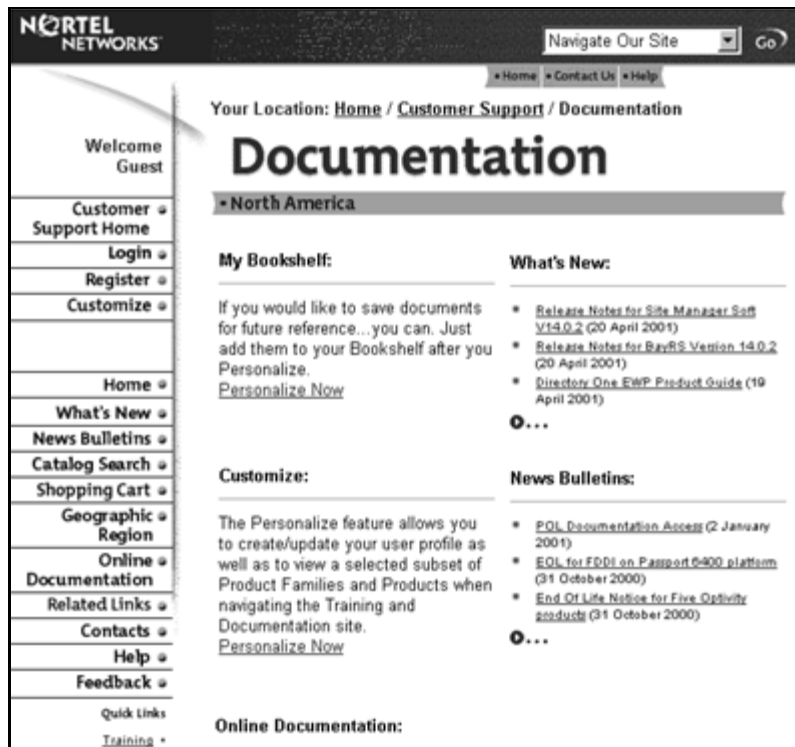 NORTEL
NETWORKS
Navigate Our Site
Go
• Home • Contact Us • Help
Your Location: Home / Customer Support / Documentation
Welcome
Guest
Documentation
• North America
Customer
Support Home
Login
Register
Customize
Home
What's New
News Bulletins
Catalog Search
Shopping Cart
Geographic
Region
Online
Documentation
Related Links
Contacts
Help
Feedback
Quick Links
Training •
My Bookshelf:
If you would like to save documents
for future reference...you can. Just
add them to your Bookshelf after you
Personalize.
Personalize Now
What's New:
Release Notes for Site Manager Soft
V14.0.2 (20 April 2001)
Release Notes for BayRS Version 14.0.2
(20 April 2001)
Directory One EWP Product Guide (19
April 2001)
...
Customize:
The Personalize feature allows you
to create/update your user profile as
well as to view a selected subset of
Product Families and Products when
navigating the Training and
Documentation site.
Personalize Now
News Bulletins:
POL Documentation Access (2 January
2001)
EOL for FDDI on Passport 6400 platform
(31 October 2000)
End Of Life Notice for Five Optivity
products (31 October 2000)
...
Online Documentation: